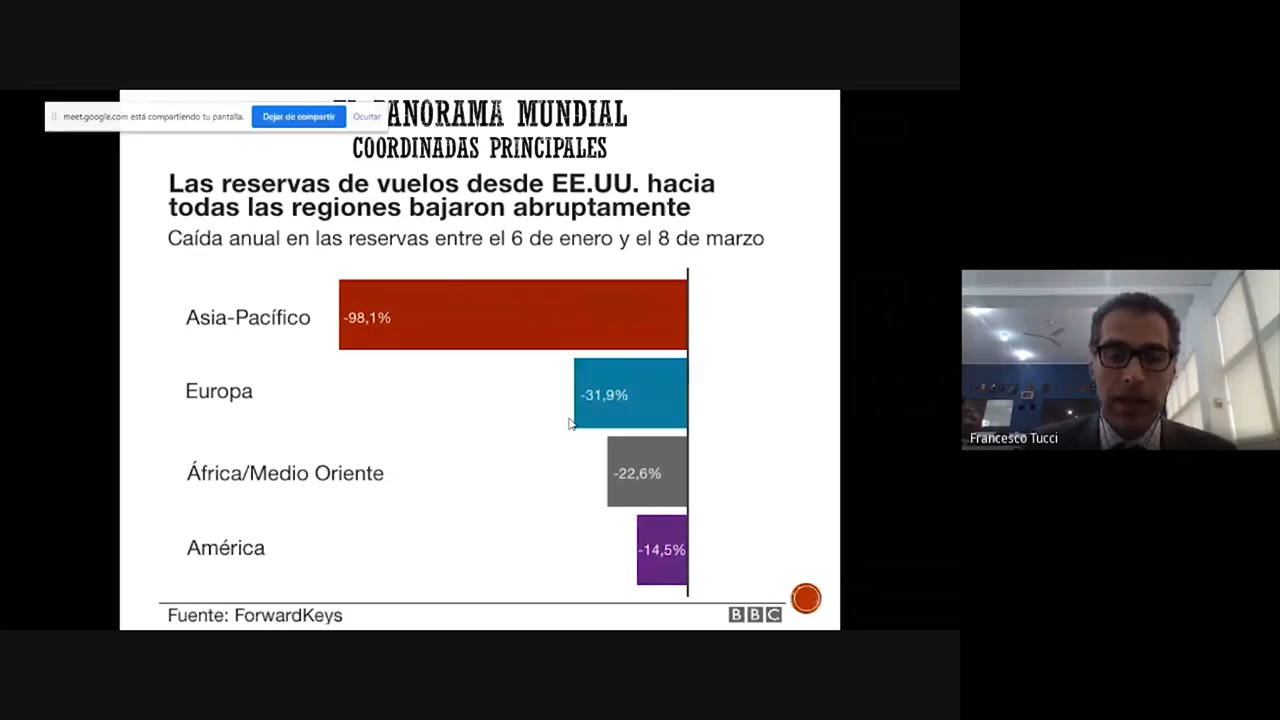 meet.google.com está compartiendo tu pantalla.
Dejar de compartir
Ocultar
PANORAMA MUNDIAL
COORDINADAS PRINCIPALES
Las reservas de vuelos desde EE.UU. hacia
todas las regiones bajaron abruptamente
Caída anual en las reservas entre el 6 de enero y el 8 de marzo
Asia-Pacífico
-98,1%
Europa
-31,9%
África/Medio Oriente
-22,6%
América
-14,5%
Fuente: ForwardKeys
BBC
Francesco Tucci